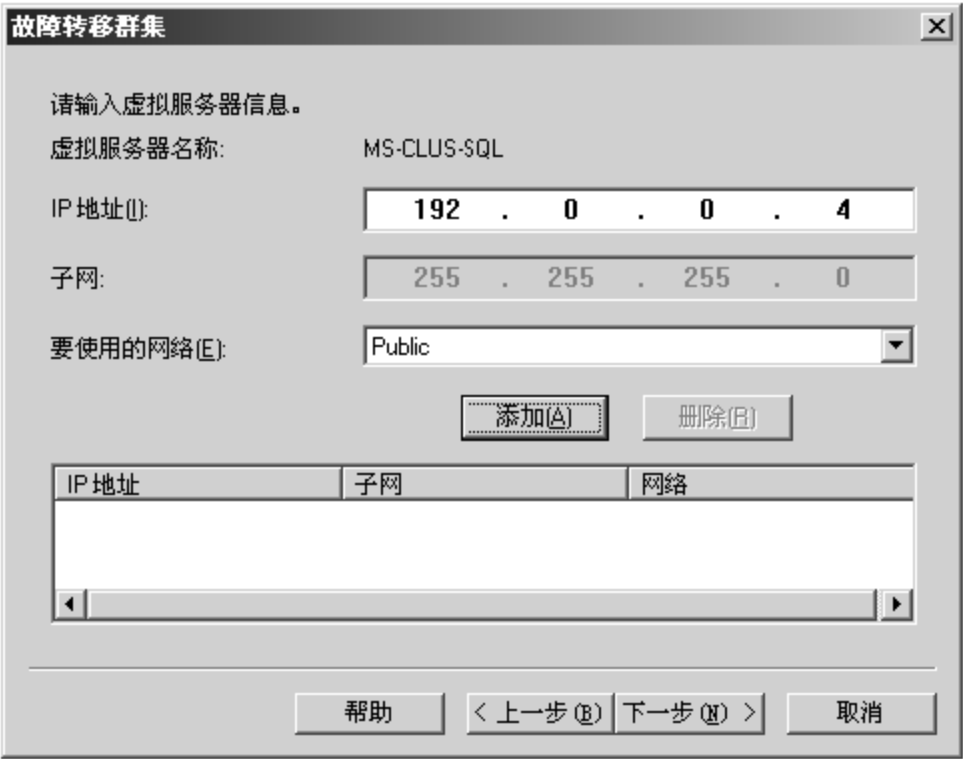 故障转移群集
请输入虚拟服务器信息。
虚拟服务器名称: MS-CLUS-SQL
IP 地址(I): 192 . 0 . 0 . 4
子网: 255 . 255 . 255 . 0
要使用的网络(E): Public
添加(A) 删除(R)
IP 地址 子网 网络
帮助 < 上一步(B) 下一步(N) > 取消